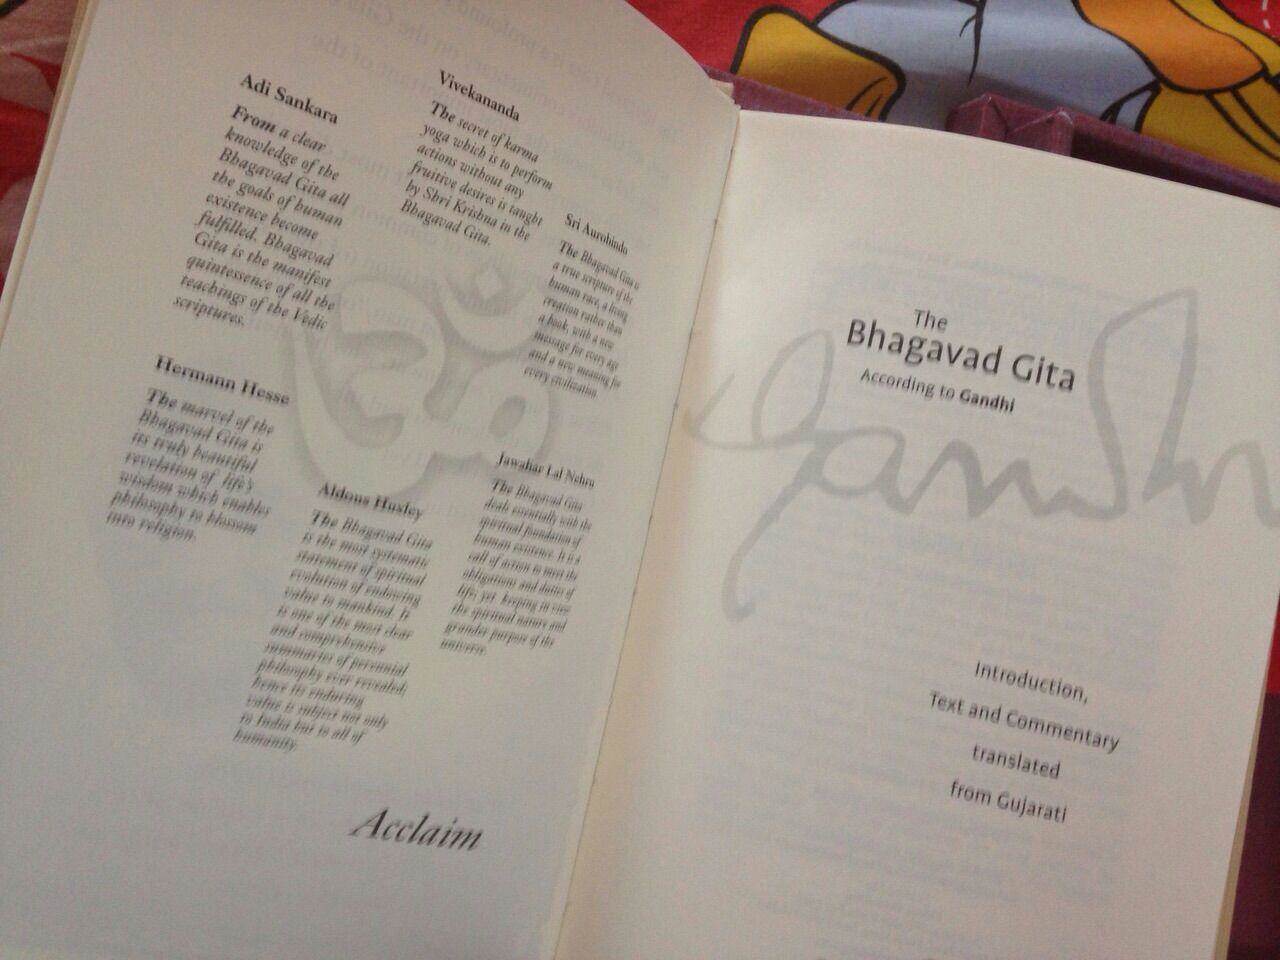 Adi Sankara
From a clear
knowledge of the
Bhagavad Gita all
the goals of human
existence become
fulfilled. Bhagavad
Gita is the manifest
quintessence of all the
teachings of the Vedic
scriptures.
Vivekananda
The secret of karma
yoga which is to perform
actions without any
fruitive desires is taught
by Shri Krishna in the
Bhagavad Gita.
Sri Aurobindo
The Bhagavad Gita is
a true scripture of the
human race, a living
creation rather than
a book, with a new
message for every age
and a new meaning for
every civilization.
Hermann Hesse
The marvel of the
Bhagavad Gita is
its truly beautiful
revelation of life's
wisdom which enables
philosophy to blossom
into religion.
Aldous Huxley
The Bhagavad Gita
is the most systematic
statement of spiritual
evolution of endowing
value to mankind. It
is one of the most clear
and comprehensive
summaries of perennial
philosophy ever revealed;
hence its enduring
value is subject not only
to India but to all of
humanity.
Jawahar Lal Nehru
The Bhagavad Gita
deals essentially with the
spiritual foundation of
human existence. It is a
call of action to meet the
obligations and duties of
life; yet keeping in view
the spiritual nature and
grander purpose of the
universe.
ॐ
Acclaim
The
Bhagavad Gita
According to Gandhi
Introduction,
Text and Commentary
translated
from Gujarati